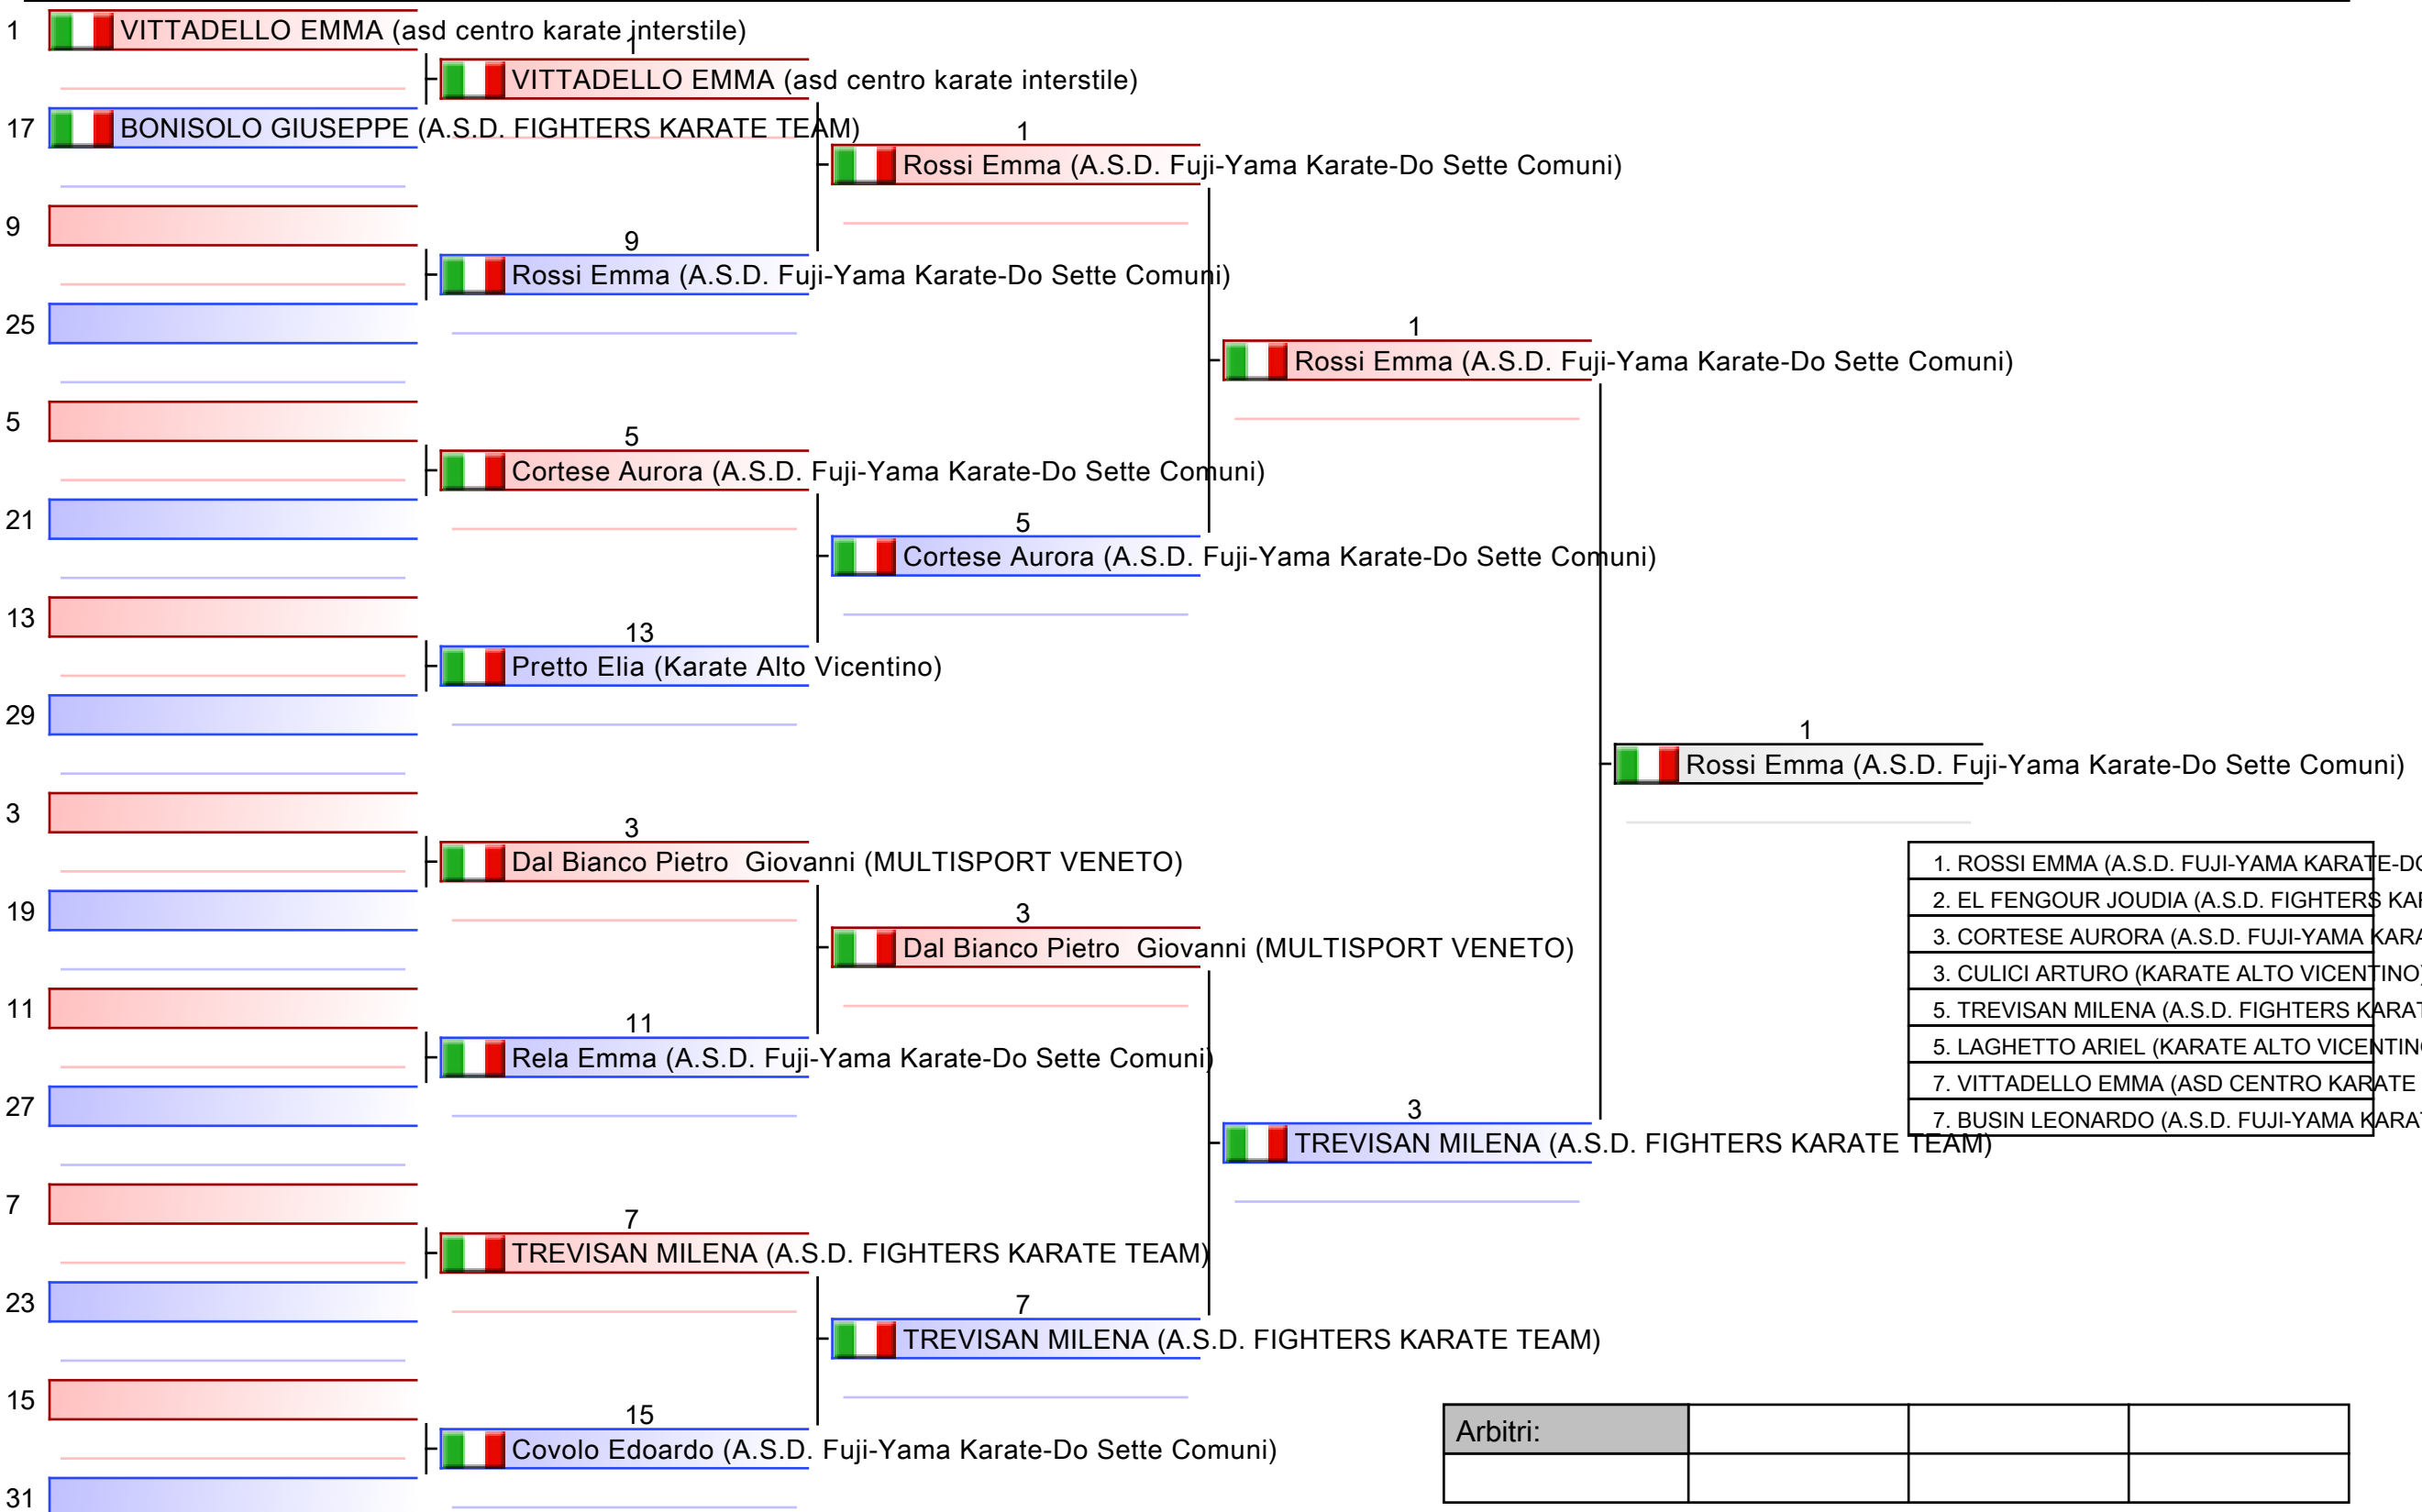 1 VITTADELLO EMMA (asd centro karate interstile)
1
VITTADELLO EMMA (asd centro karate interstile)
17 BONISOLO GIUSEPPE (A.S.D. FIGHTERS KARATE TEAM)
1
Rossi Emma (A.S.D. Fuji-Yama Karate-Do Sette Comuni)
9
9
Rossi Emma (A.S.D. Fuji-Yama Karate-Do Sette Comuni)
25
1
Rossi Emma (A.S.D. Fuji-Yama Karate-Do Sette Comuni)
5
5
Cortese Aurora (A.S.D. Fuji-Yama Karate-Do Sette Comuni)
21
5
Cortese Aurora (A.S.D. Fuji-Yama Karate-Do Sette Comuni)
13
13
Pretto Elia (Karate Alto Vicentino)
29
1
Rossi Emma (A.S.D. Fuji-Yama Karate-Do Sette Comuni)
3
3
Dal Bianco Pietro  Giovanni (MULTISPORT VENETO)
19
3
Dal Bianco Pietro  Giovanni (MULTISPORT VENETO)
11
11
Rela Emma (A.S.D. Fuji-Yama Karate-Do Sette Comuni)
27
3
TREVISAN MILENA (A.S.D. FIGHTERS KARATE TEAM)
7
7
TREVISAN MILENA (A.S.D. FIGHTERS KARATE TEAM)
23
7
TREVISAN MILENA (A.S.D. FIGHTERS KARATE TEAM)
15
15
Covolo Edoardo (A.S.D. Fuji-Yama Karate-Do Sette Comuni)
31
1. ROSSI EMMA (A.S.D. FUJI-YAMA KARATE-DO
2. EL FENGOUR JOUDIA (A.S.D. FIGHTERS KAR
3. CORTESE AURORA (A.S.D. FUJI-YAMA KARA
3. CULICI ARTURO (KARATE ALTO VICENTINO)
5. TREVISAN MILENA (A.S.D. FIGHTERS KARAT
5. LAGHETTO ARIEL (KARATE ALTO VICENTINO
7. VITTADELLO EMMA (ASD CENTRO KARATE
7. BUSIN LEONARDO (A.S.D. FUJI-YAMA KARAT
Arbitri: